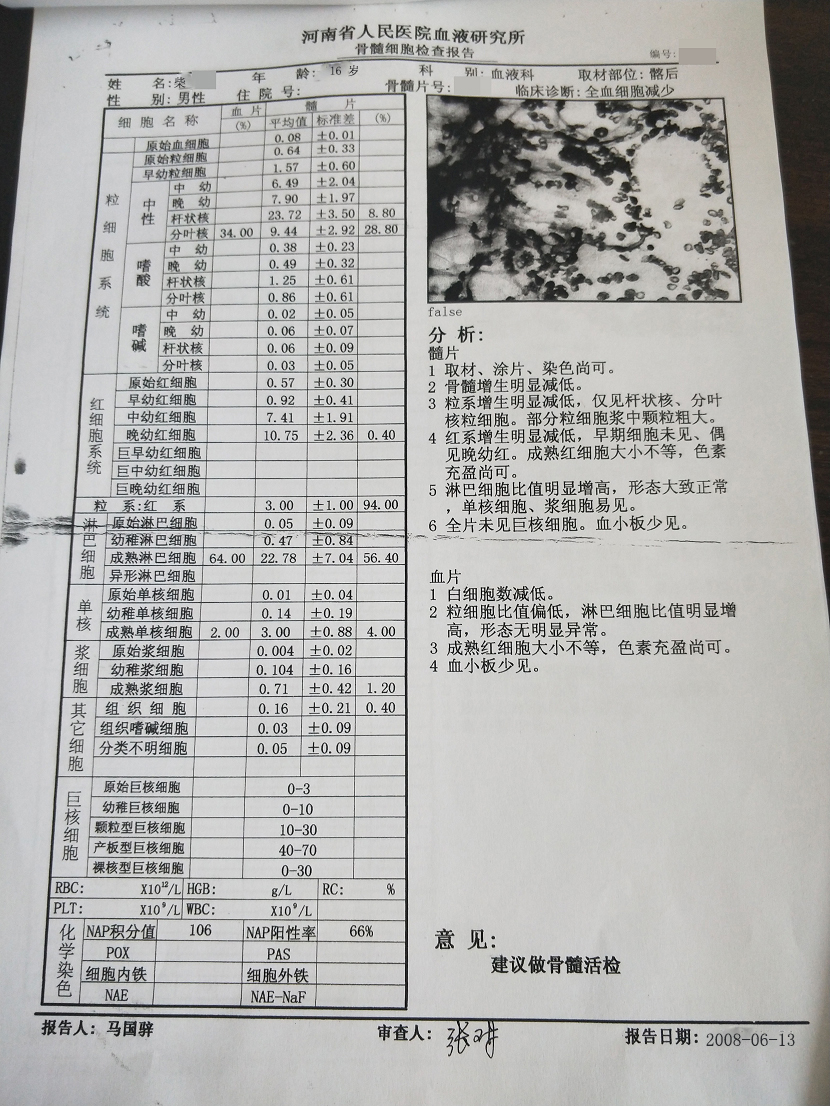 河南省人民医院血液研究所
骨髓细胞检查报告
编号:
姓 名:柴 年 龄: 16 岁 科 别:血液科 取材部位:髂后
性 别:男性 住 院 号: 骨髓片号: 临床诊断:全血细胞减少
细 胞 名 称 血 片 (%) 髓 片 平均值 标准差 (%)
粒细胞系统
原始血细胞 0.08 ±0.01
原始粒细胞 0.64 ±0.33
早幼粒细胞 1.57 ±0.60
中性
中 幼 6.49 ±2.04
晚 幼 7.90 ±1.97
杆状核 23.72 ±3.50 8.80
分叶核 34.00 9.44 ±2.92 28.80
嗜酸
中 幼 0.38 ±0.23
晚 幼 0.49 ±0.32
杆状核 1.25 ±0.61
分叶核 0.86 ±0.61
嗜碱
中 幼 0.02 ±0.05
晚 幼 0.06 ±0.07
杆状核 0.06 ±0.09
分叶核 0.03 ±0.05
红细胞系统
原始红细胞 0.57 ±0.30
早幼红细胞 0.92 ±0.41
中幼红细胞 7.41 ±1.91
晚幼红细胞 10.75 ±2.36 0.40
巨早幼红细胞
巨中幼红细胞
巨晚幼红细胞
粒 系:红 系 3.00 ±1.00 94.00
淋巴细胞
原始淋巴细胞 0.05 ±0.09
幼稚淋巴细胞 0.47 ±0.84
成熟淋巴细胞 64.00 22.78 ±7.04 56.40
异形淋巴细胞
单核
原始单核细胞 0.01 ±0.04
幼稚单核细胞 0.14 ±0.19
成熟单核细胞 2.00 3.00 ±0.88 4.00
浆细胞
原始浆细胞 0.004 ±0.02
幼稚浆细胞 0.104 ±0.16
成熟浆细胞 0.71 ±0.42 1.20
其它细胞
组 织 细 胞 0.16 ±0.21 0.40
组织嗜碱细胞 0.03 ±0.09
分类不明细胞 0.05 ±0.09
巨核细胞
原始巨核细胞 0-3
幼稚巨核细胞 0-10
颗粒型巨核细胞 10-30
产板型巨核细胞 40-70
裸核型巨核细胞 0-30
RBC: X10¹²/L HGB: g/L RC: %
PLT: X10⁹/L WBC: X10⁹/L
化学染色
NAP积分值 106 NAP阳性率 66%
POX PAS
细胞内铁 细胞外铁
NAE NAE-NaF
false
分 析:
髓片
1 取材、涂片、染色尚可。
2 骨髓增生明显减低。
3 粒系增生明显减低,仅见杆状核、分叶
核粒细胞。部分粒细胞浆中颗粒粗大。
4 红系增生明显减低,早期细胞未见、偶
见晚幼红。成熟红细胞大小不等,色素
充盈尚可。
5 淋巴细胞比值明显增高,形态大致正常
,单核细胞、浆细胞易见。
6 全片未见巨核细胞。血小板少见。
血片
1 白细胞数减低。
2 粒细胞比值偏低,淋巴细胞比值明显增
高,形态无明显异常。
3 成熟红细胞大小不等,色素充盈尚可。
4 血小板少见。
意 见:
建议做骨髓活检
报告人: 马国骅 审查人: 报告日期: 2008-06-13